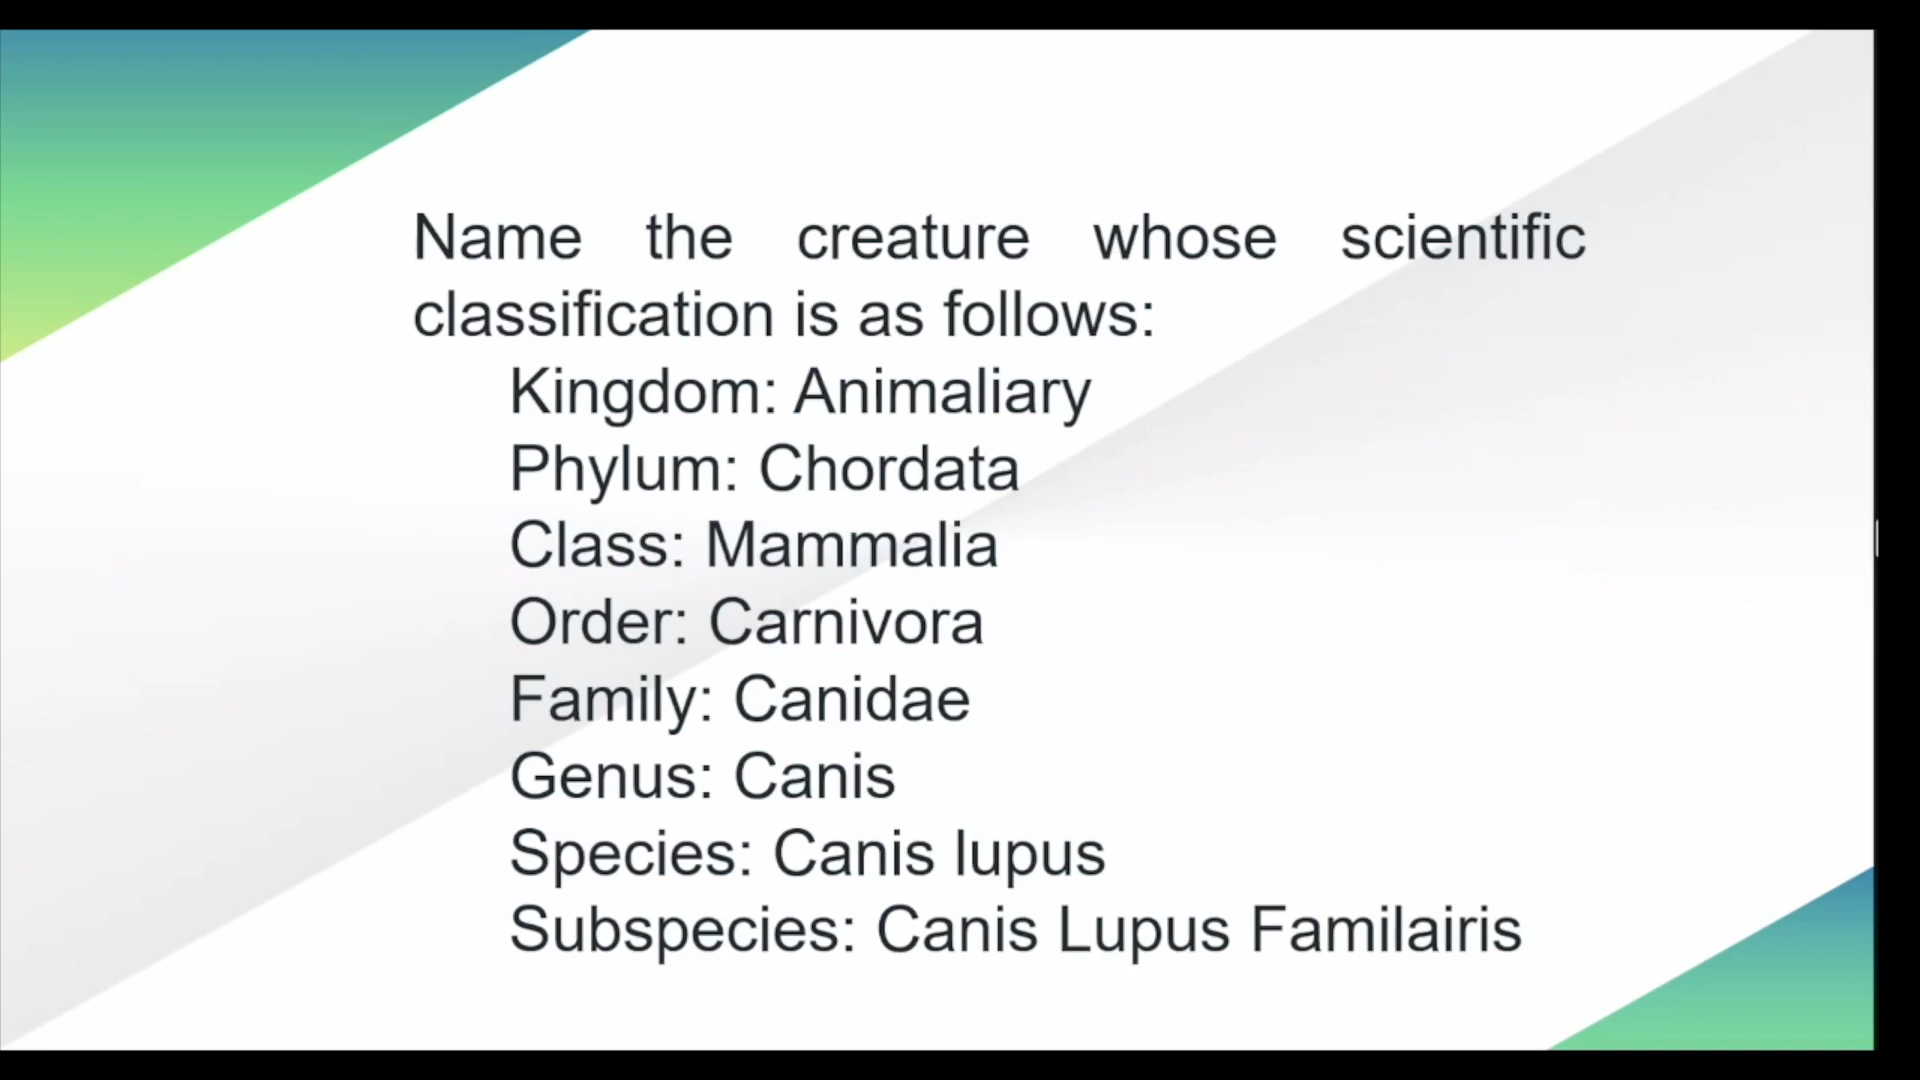 Name the creature whose scientific
classification is as follows:
Kingdom: Animaliary
Phylum: Chordata
Class: Mammalia
Order: Carnivora
Family: Canidae
Genus: Canis
Species: Canis lupus
Subspecies: Canis Lupus Familairis